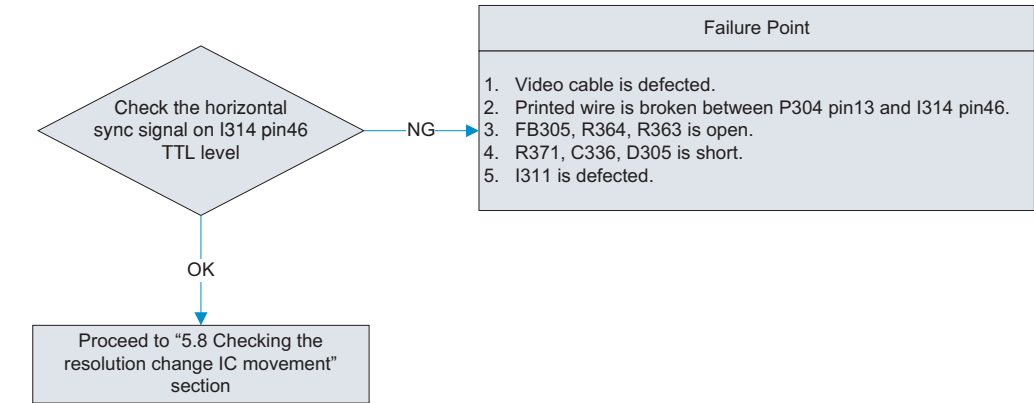 Check the horizontal
sync signal on I314 pin46
TTL level
NG
Failure Point
1. Video cable is defected.
2. Printed wire is broken between P304 pin13 and I314 pin46.
3. FB305, R364, R363 is open.
4. R371, C336, D305 is short.
5. I311 is defected.
OK
Proceed to “5.8 Checking the
resolution change IC movement”
section